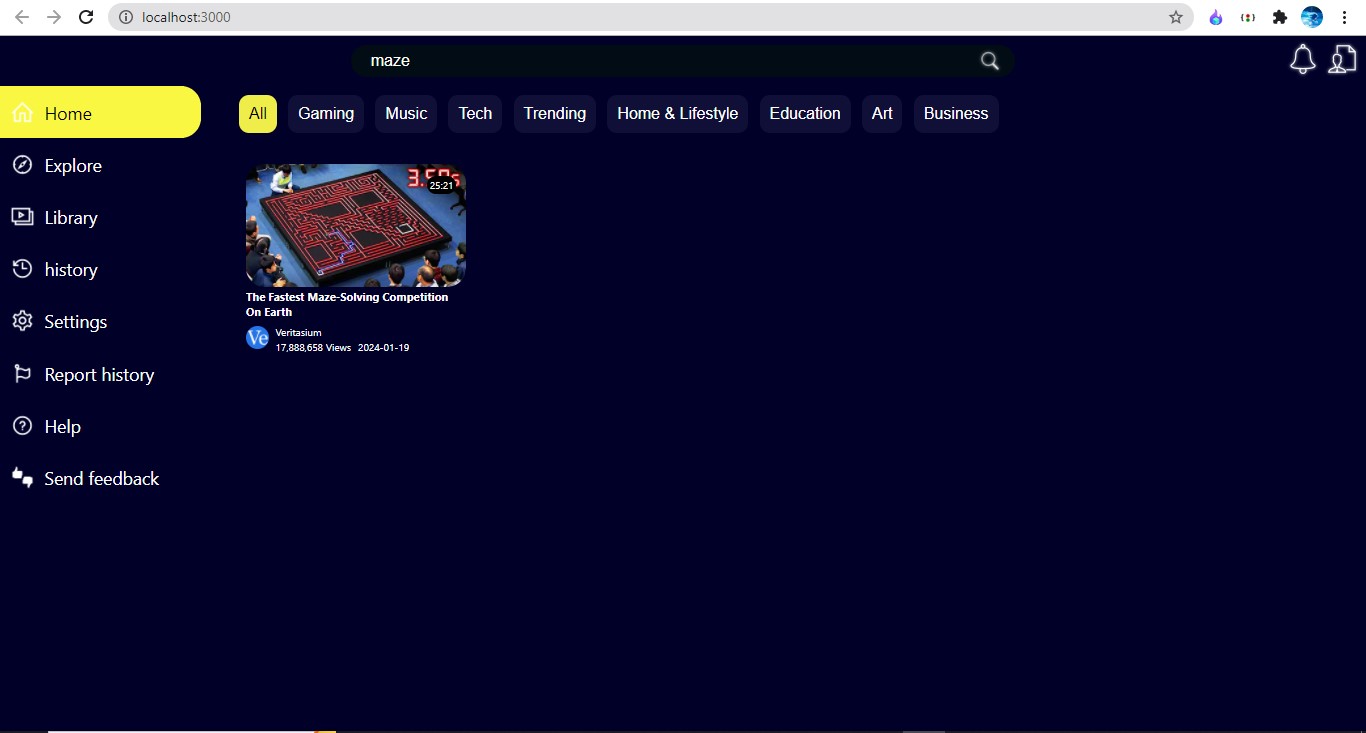 localhost:3000
maze
Home
All Gaming Music Tech Trending Home & Lifestyle Education Art Business
Explore
Library
history
Settings
Report history
Help
Send feedback
25:21
The Fastest Maze-Solving Competition
On Earth
Ve
Veritasium
17,888,658 Views 2024-01-19